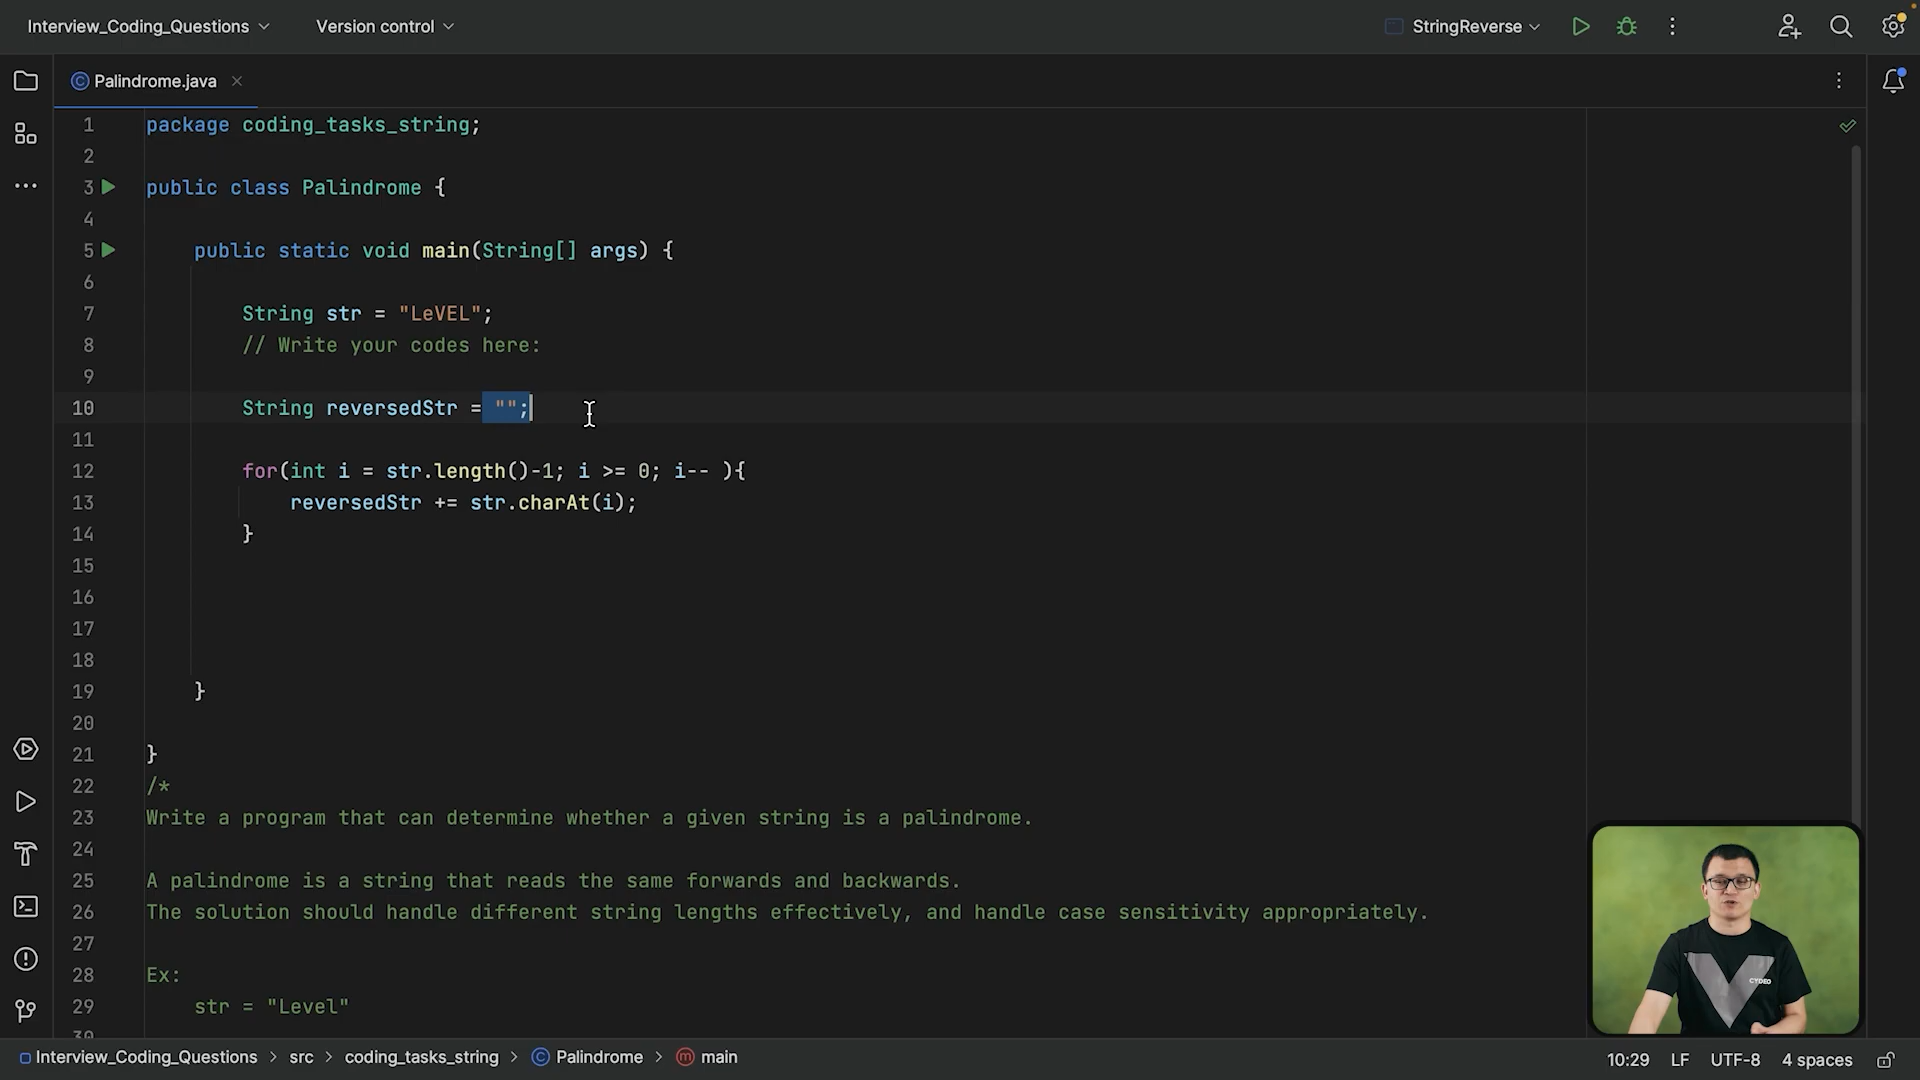 Interview_Coding_Questions Version control StringReverse
Palindrome.java
1 package coding_tasks_string;
2
3 public class Palindrome {
4
5 public static void main(String[] args) {
6
7 String str = "LeVEL";
8 // Write your codes here:
9
10 String reversedStr = "";
11
12 for(int i = str.length()-1; i >= 0; i-- ){
13 reversedStr += str.charAt(i);
14 }
15
16
17
18
19 }
20
21 }
22 /*
23 Write a program that can determine whether a given string is a palindrome.
24
25 A palindrome is a string that reads the same forwards and backwards.
26 The solution should handle different string lengths effectively, and handle case sensitivity appropriately.
27
28 Ex:
29 str = "Level"
30
CYDEO
Interview_Coding_Questions > src > coding_tasks_string > Palindrome > main 10:29 LF UTF-8 4 spaces